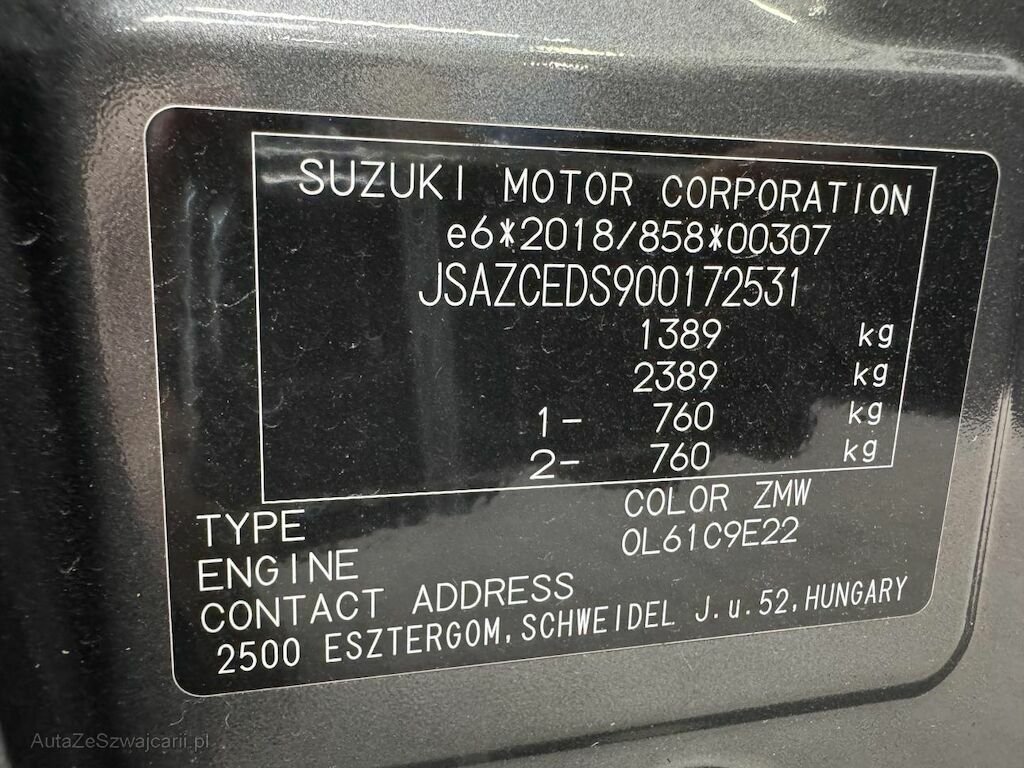 SUZUKI MOTOR CORPORATION
e6*2018/858*00307
JSAZCEDS900172531
1389 kg
2389 kg
1- 760 kg
2- 760 kg
TYPE COLOR ZMW
ENGINE 0L61C9E22
CONTACT ADDRESS
2500 ESZTERGOM, SCHWEIDEL J.u.52, HUNGARY
AutaZeSzwajcarii.pl